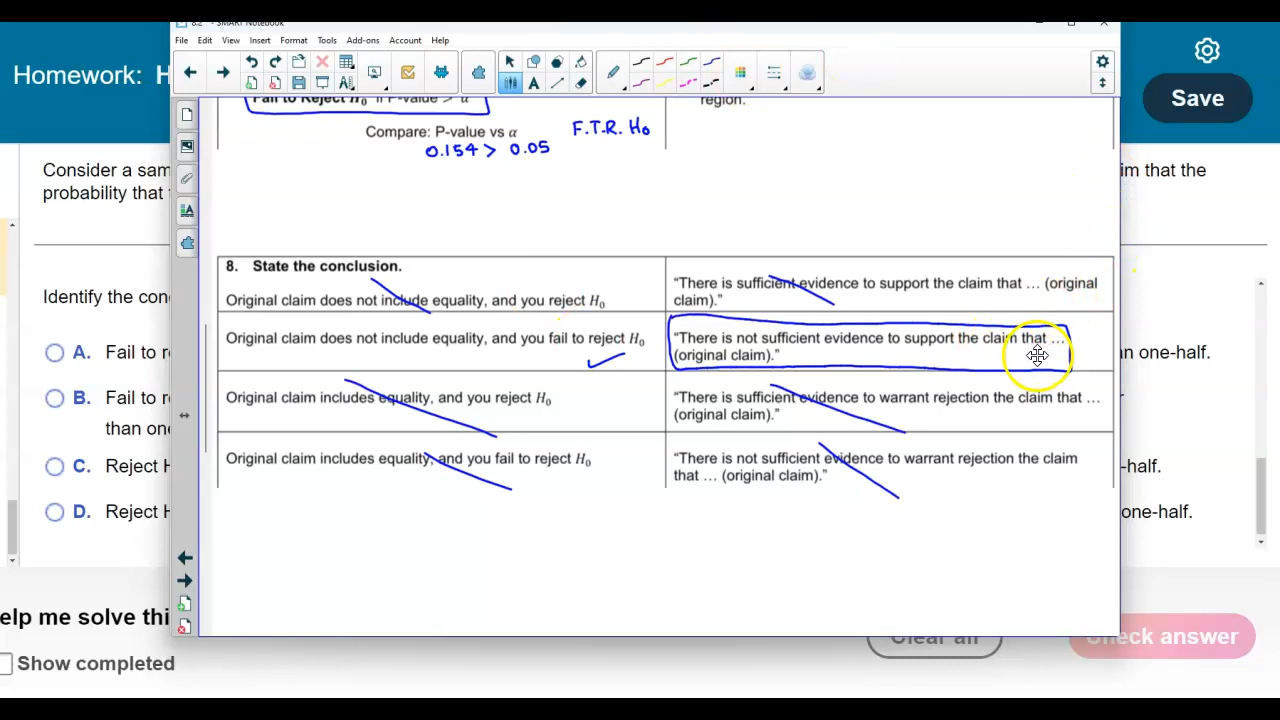 8.2 - SMART Notebook
File Edit View Insert Format Tools Add-ons Account Help
Homework: H
Save
Fail to Reject H₀ if P-value > α
region.
Compare: P-value vs α
F.T.R. H₀
0.154 > 0.05
Consider a sam
im that the
probability that
8. State the conclusion.
Original claim does not include equality, and you reject H₀
"There is sufficient evidence to support the claim that … (original
claim)."
Identify the con
Original claim does not include equality, and you fail to reject H₀
"There is not sufficient evidence to support the claim that …
(original claim)."
A. Fail to r
an one-half.
B. Fail to r
than one
Original claim includes equality, and you reject H₀
"There is sufficient evidence to warrant rejection the claim that …
(original claim)."
Original claim includes equality, and you fail to reject H₀
"There is not sufficient evidence to warrant rejection the claim
that … (original claim)."
C. Reject H
-half.
D. Reject H
one-half.
elp me solve thi
Clear all
Check answer
Show completed